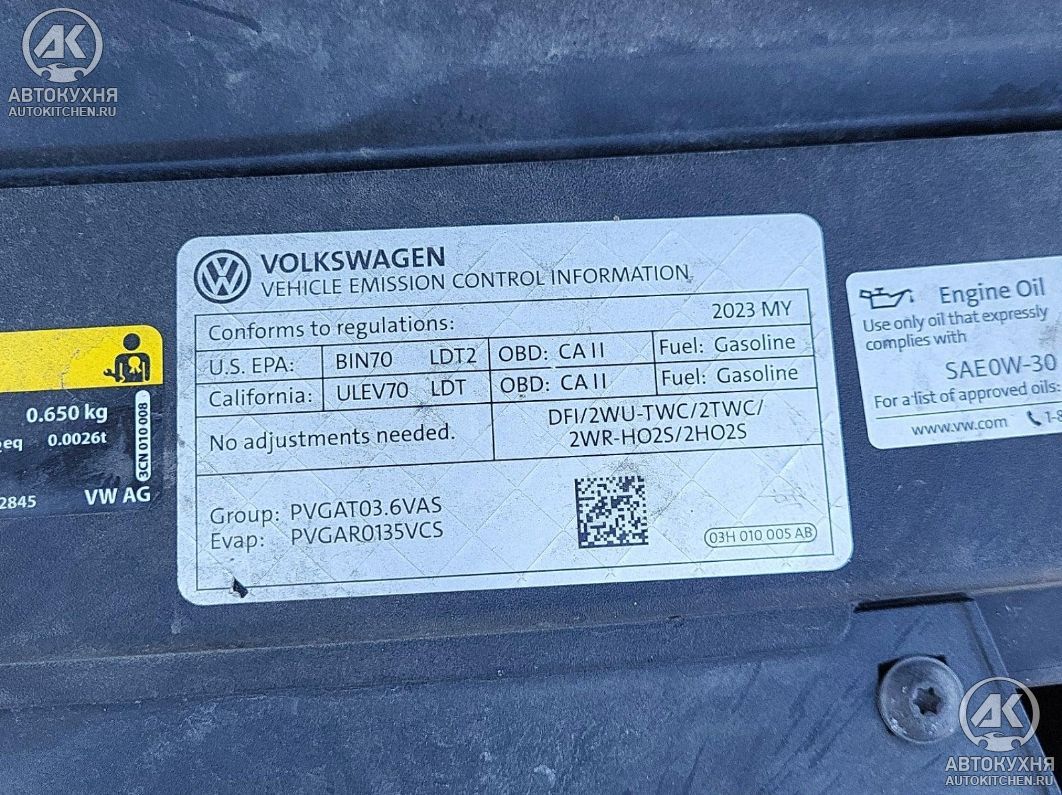 АВТОКУХНЯ
AUTOKITCHEN.RU
VOLKSWAGEN
VEHICLE EMISSION CONTROL INFORMATION
Conforms to regulations: 2023 MY
U.S. EPA: BIN70 LDT2 OBD: CA II Fuel: Gasoline
California: ULEV70 LDT OBD: CA II Fuel: Gasoline
No adjustments needed.
DFI/2WU-TWC/2TWC/
2WR-HO2S/2HO2S
Group: PVGAT03.6VAS
Evap: PVGAR0135VCS
03H 010 005 AB
0.650 kg
eq 0.0026t
3CN 010 008
2845 VW AG
Engine Oil
Use only oil that expressly
complies with
SAE0W-30
For a list of approved oils:
www.vw.com 1-8
АВТОКУХНЯ
AUTOKITCHEN.RU